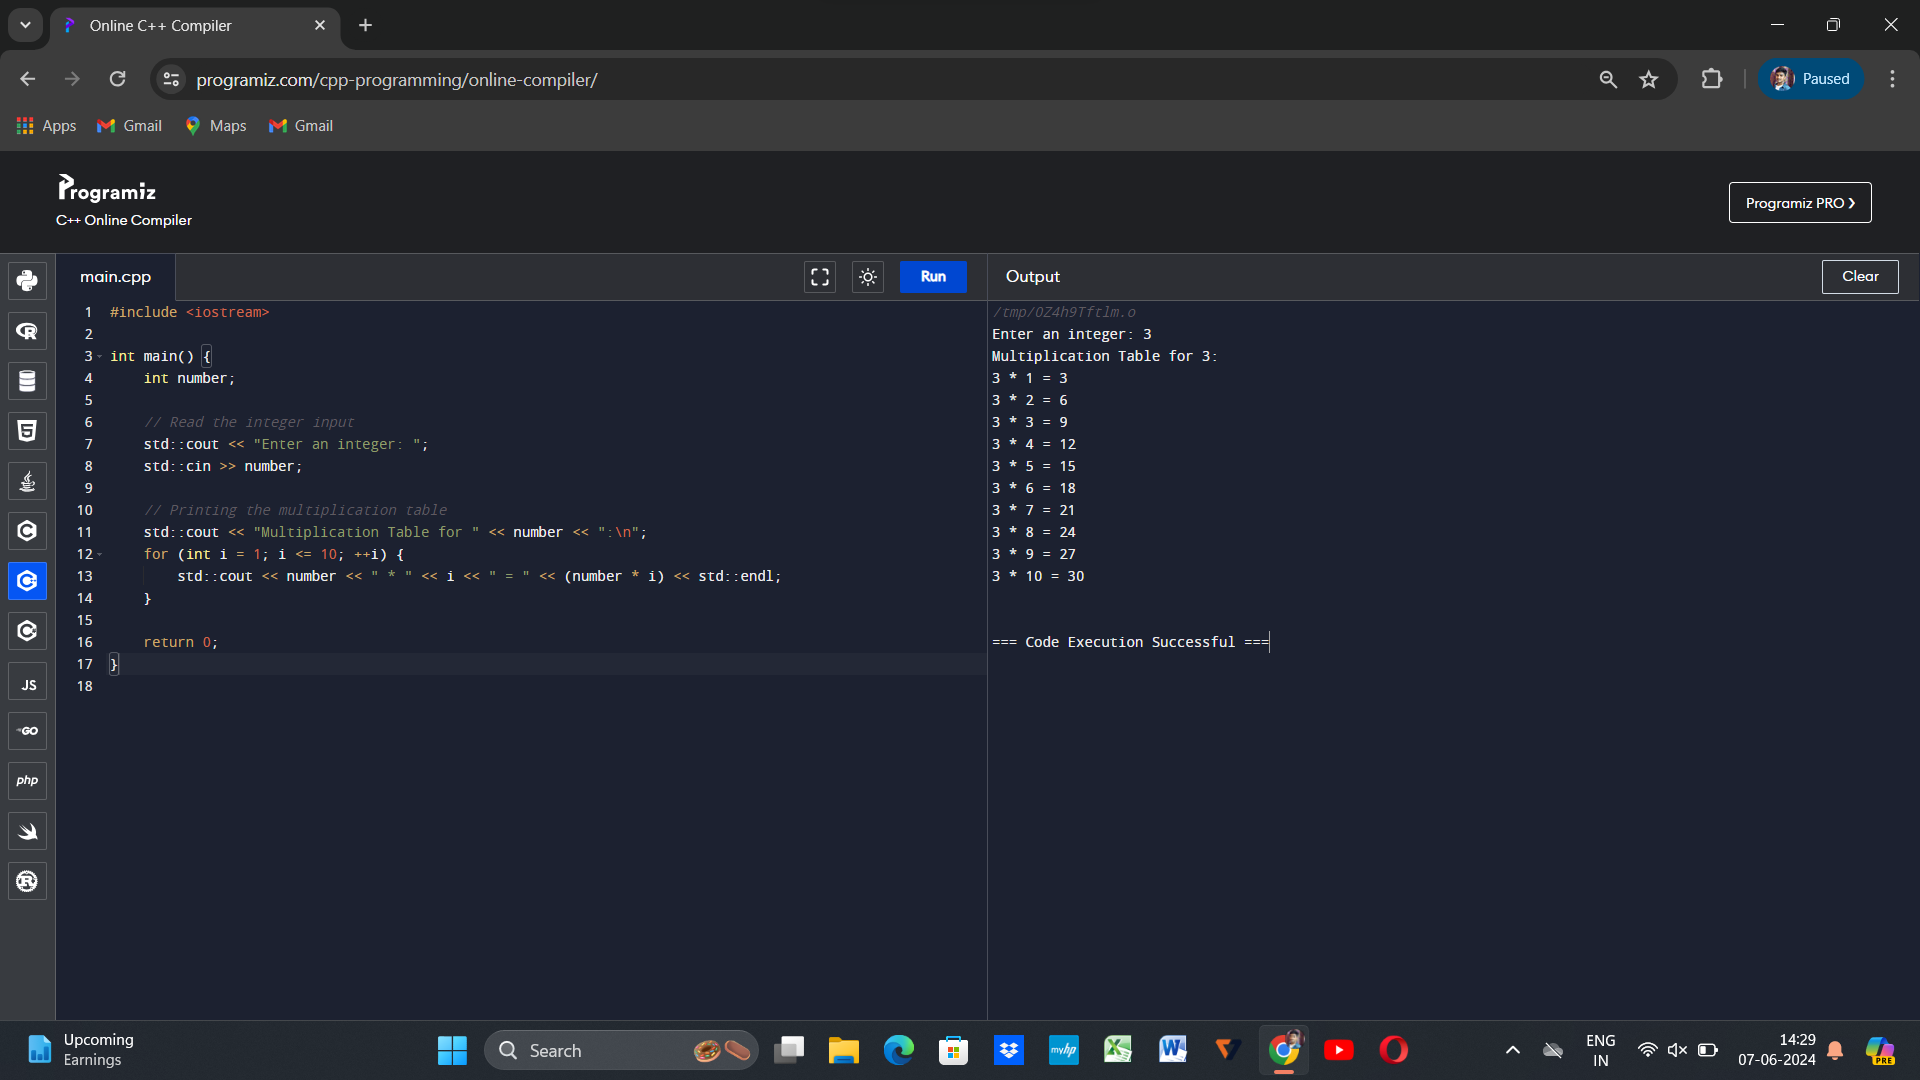 Online C++ Compiler
programiz.com/cpp-programming/online-compiler/
Paused
Apps
Gmail
Maps
Gmail
Programiz
C++ Online Compiler
Programiz PRO ❯
main.cpp
Run
1 #include <iostream>
2
3 int main() {
4     int number;
5
6     // Read the integer input
7     std::cout << "Enter an integer: ";
8     std::cin >> number;
9
10     // Printing the multiplication table
11     std::cout << "Multiplication Table for " << number << ":\n";
12     for (int i = 1; i <= 10; ++i) {
13         std::cout << number << " * " << i << " = " << (number * i) << std::endl;
14     }
15
16     return 0;
17 }
18
Output
Clear
/tmp/OZ4h9Tftlm.o
Enter an integer: 3
Multiplication Table for 3:
3 * 1 = 3
3 * 2 = 6
3 * 3 = 9
3 * 4 = 12
3 * 5 = 15
3 * 6 = 18
3 * 7 = 21
3 * 8 = 24
3 * 9 = 27
3 * 10 = 30
=== Code Execution Successful ===
JS
GO
php
Upcoming
Earnings
Search
myhp
ENG
IN
14:29
07-06-2024
PRE